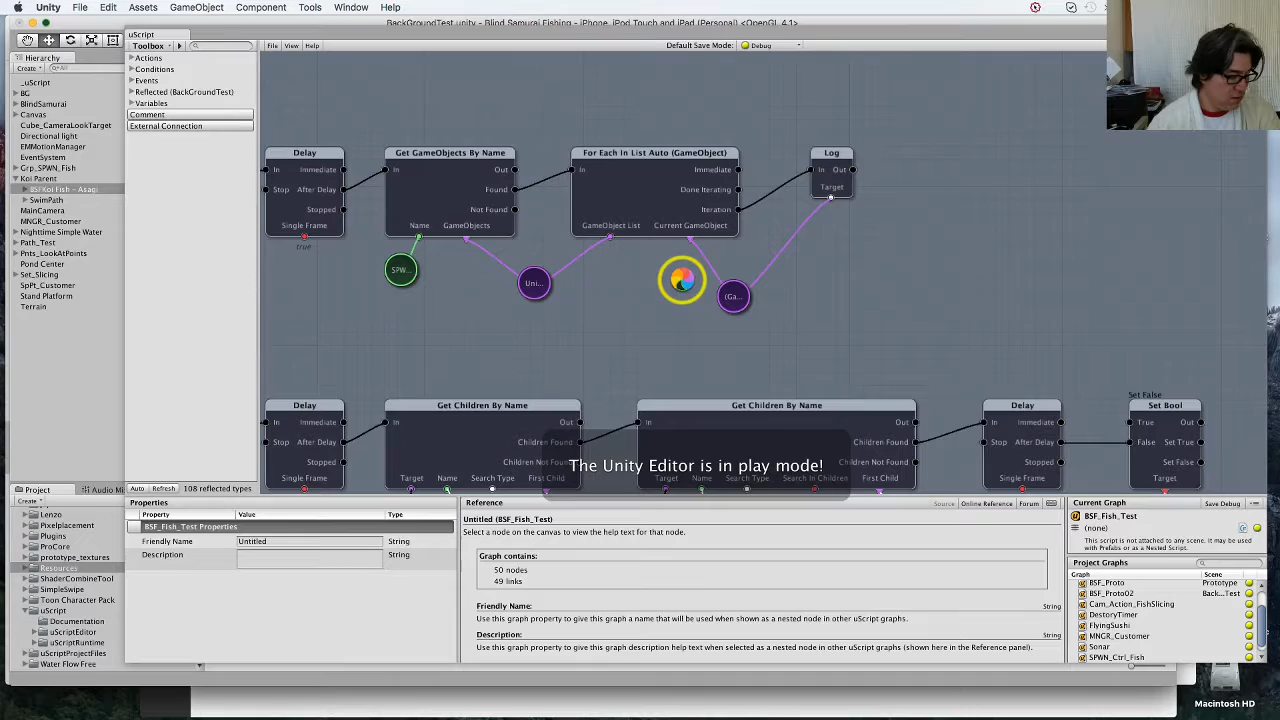 Unity File Edit Assets GameObject Component Tools Window Help
BackGroundTest.unity - Blind Samurai Fishing - iPhone, iPod Touch and iPad (Personal) <OpenGL 4.1>
uScript
Toolbox
File View Help
Default Save Mode: Debug
Hierarchy
Create All
_uScript
BG
BlindSamurai
Canvas
Cube_CameraLookTarget
Directional light
EMMotionManager
EventSystem
Grp_SPWN_Fish
Koi Parent
BSFKoi Fish - Asagi
SwimPath
MainCamera
MNGR_Customer
Nighttime Simple Water
Path_Test
Pnts_LookAtPoints
Pond Center
Set_Slicing
SpPt_Customer
Stand Platform
Terrain
Actions
Conditions
Events
Reflected (BackGroundTest)
Variables
Comment
External Connection
Delay
In Immediate
Stop After Delay
Stopped
Single Frame
true
Get GameObjects By Name
In Out
Found
Not Found
Name GameObjects
SPW...
Uni...
For Each In List Auto (GameObject)
In Immediate
Done Iterating
Iteration
GameObject List Current GameObject
(Ga...
Log
In Out
Target
Delay
In Immediate
Stop After Delay
Stopped
Single Frame
Get Children By Name
In Out
Children Found
Children Not Found
Target Name Search Type First Child
Get Children By Name
In Out
Children Found
Children Not Found
Target Name Search Type Search In Children First Child
Delay
In Immediate
Stop After Delay
Stopped
Single Frame
Set False
Set Bool
True Out
False Set True
Set False
Target
The Unity Editor is in play mode!
Auto Refresh 108 reflected types
Project Audio Mi
Create
Lenzo
Pixelplacement
Plugins
ProCore
prototype_textures
Resources
ShaderCombineTool
SimpleSwipe
Toon Character Pack
uScript
Documentation
uScriptEditor
uScriptRuntime
uScriptProjectFiles
Water Flow Free
Properties
Property Value Type
BSF_Fish_Test Properties
Friendly Name Untitled String
Description String
Reference Source Online Reference Forum
Untitled (BSF_Fish_Test)
Select a node on the canvas to view the help text for that node.
Graph contains:
50 nodes
49 links
Friendly Name: String
Use this graph property to give this graph a name that will be used when shown as a nested node in other uScript graphs.
Description: String
Use this graph property to give this graph description help text when selected as a nested node in other uScript graphs (shown here in the Reference panel).
Current Graph Save Debug
BSF_Fish_Test
(none)
This script is not attached to any scene. It may be used
with Prefabs or as a Nested Script.
Project Graphs
Graph Scene
BSF_Proto Prototype
BSF_Proto02 Back...Test
Cam_Action_FishSlicing
DestoryTimer
FlyingSushi
MNGR_Customer
Sonar
SPWN_Ctrl_Fish
Macintosh HD